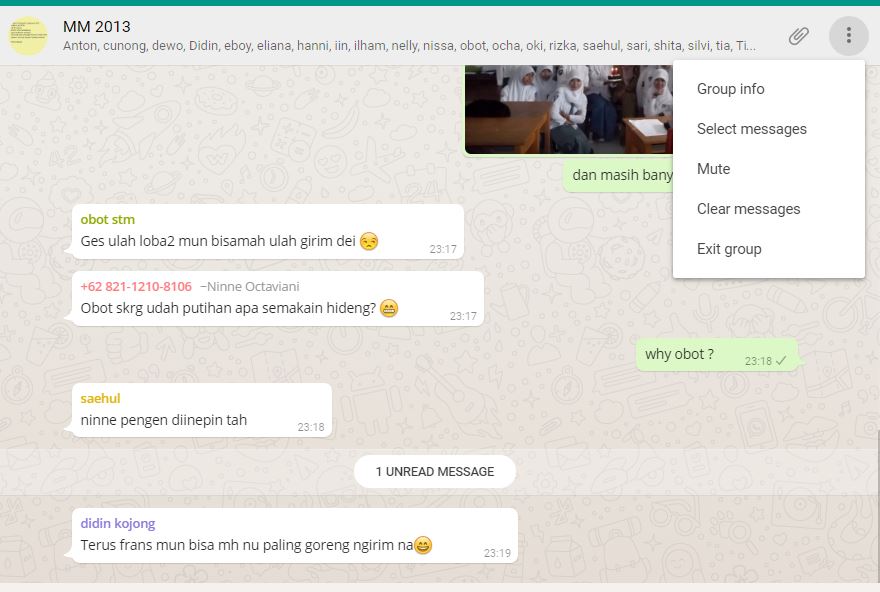 MM 2013
Anton, cunong, dewo, Didin, eboy, eliana, hanni, iin, ilham, nelly, nissa, obot, ocha, oki, rizka, saehul, sari, shita, silvi, tia, Ti...
Group info
Select messages
Mute
Clear messages
Exit group
dan masih bany
obot stm
Ges ulah loba2 mun bisamah ulah girim dei 😒
23:17
+62 821-1210-8106 ~Ninne Octaviani
Obot skrg udah putihan apa semakain hideng? 😁
23:17
why obot ?
23:18
saehul
ninne pengen diinepin tah
23:18
1 UNREAD MESSAGE
didin kojong
Terus frans mun bisa mh nu paling goreng ngirim na😄
23:19